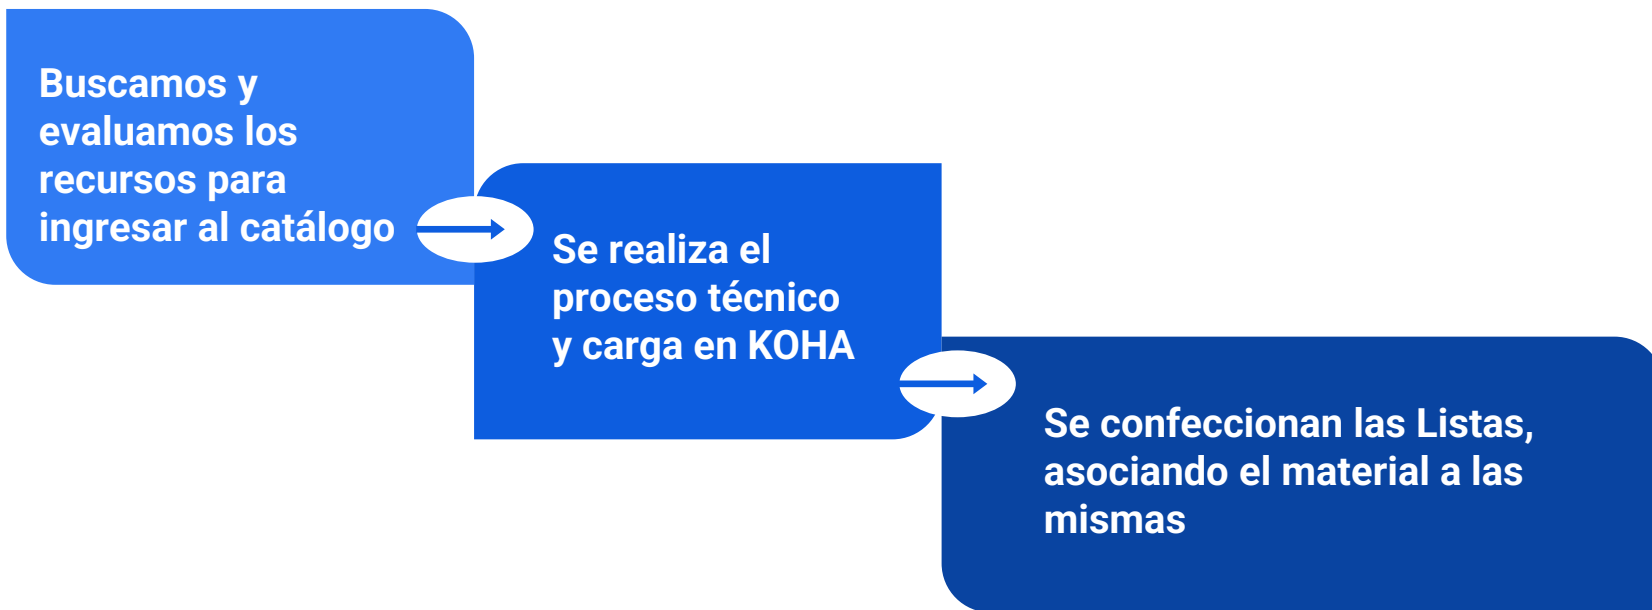 Buscamos y
evaluamos los
recursos para
ingresar al catálogo
Se realiza el
proceso técnico
y carga en KOHA
Se confeccionan las Listas,
asociando el material a las
mismas